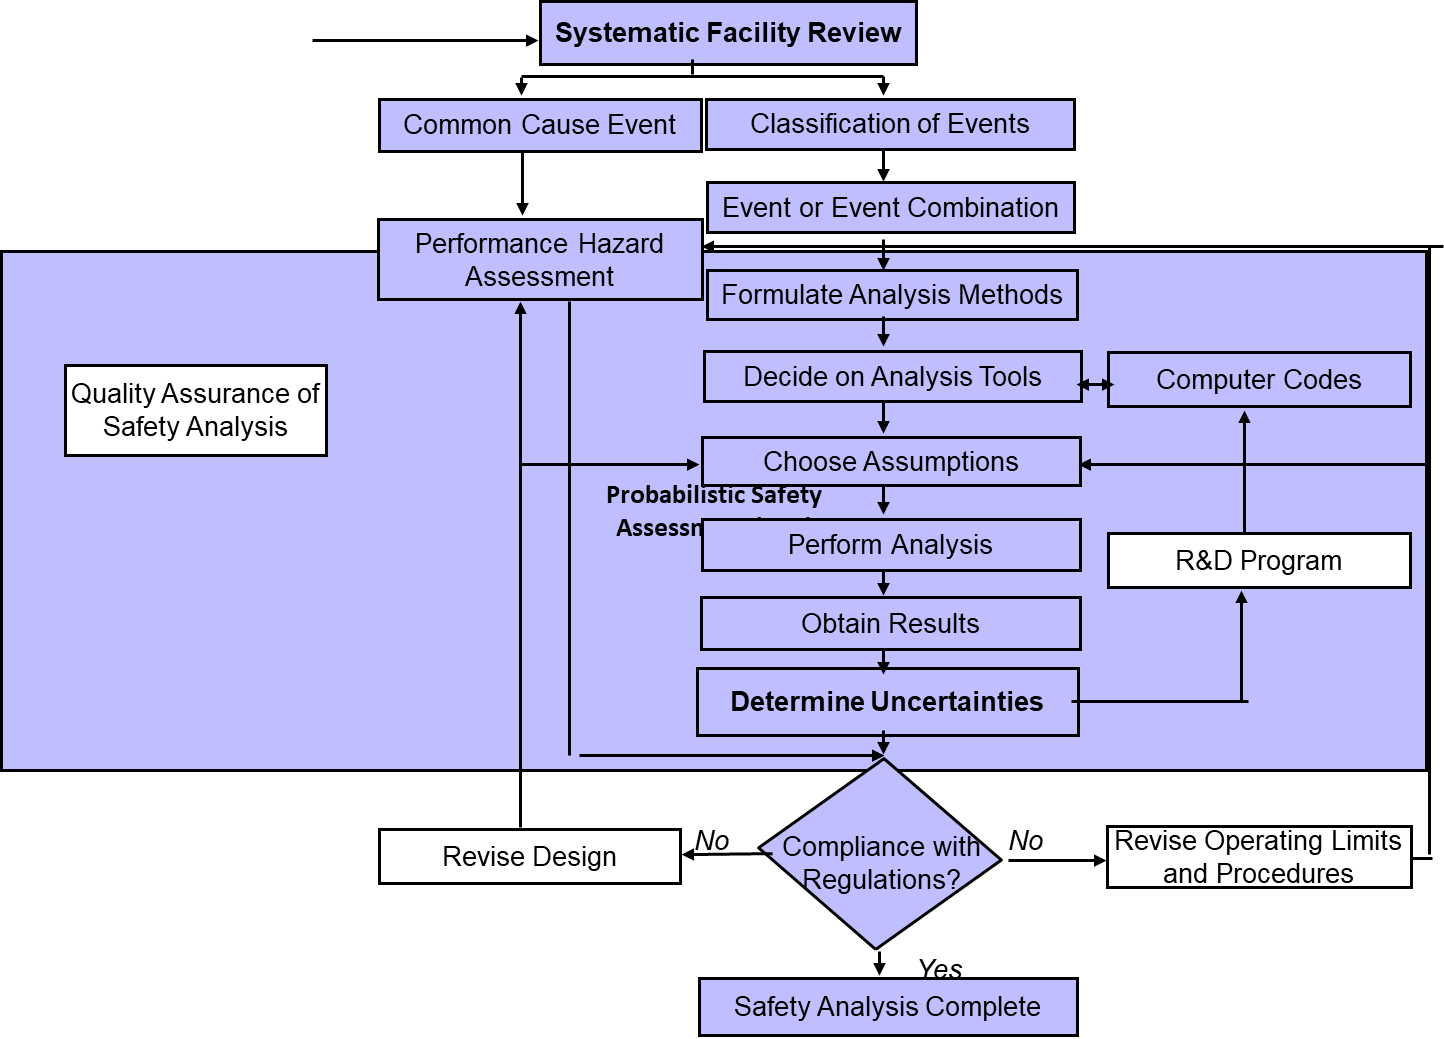 Systematic Facility Review
Common Cause Event
Classification of Events
Event or Event Combination
Performance Hazard
Assessment
Formulate Analysis Methods
Quality Assurance of
Safety Analysis
Decide on Analysis Tools
Computer Codes
Choose Assumptions
Probabilistic Safety
Perform Analysis
R&D Program
Obtain Results
Determine Uncertainties
No
No
Revise Design
Compliance with
Regulations?
Revise Operating Limits
and Procedures
Yes
Safety Analysis Complete